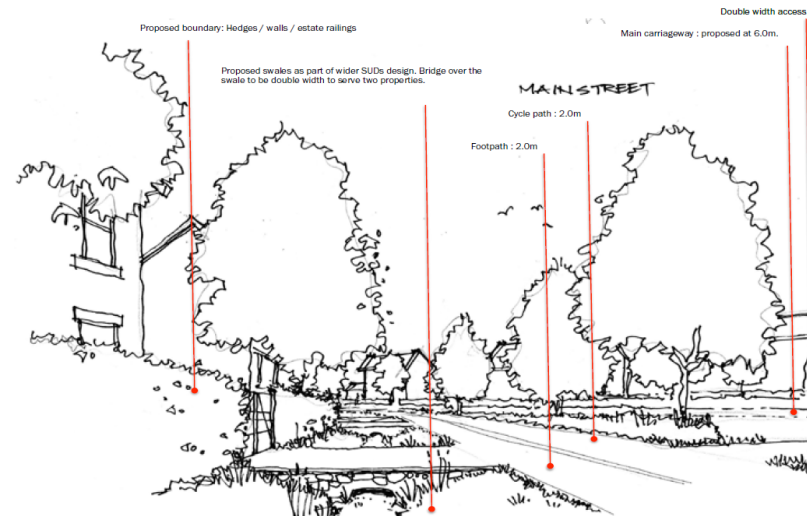 Double width access
Proposed boundary: Hedges / walls / estate railings
Main carriageway : proposed at 6.0m.
Proposed swales as part of wider SUDs design. Bridge over the
swale to be double width to serve two properties.
MAIN STREET
Cycle path : 2.0m
Footpath : 2.0m